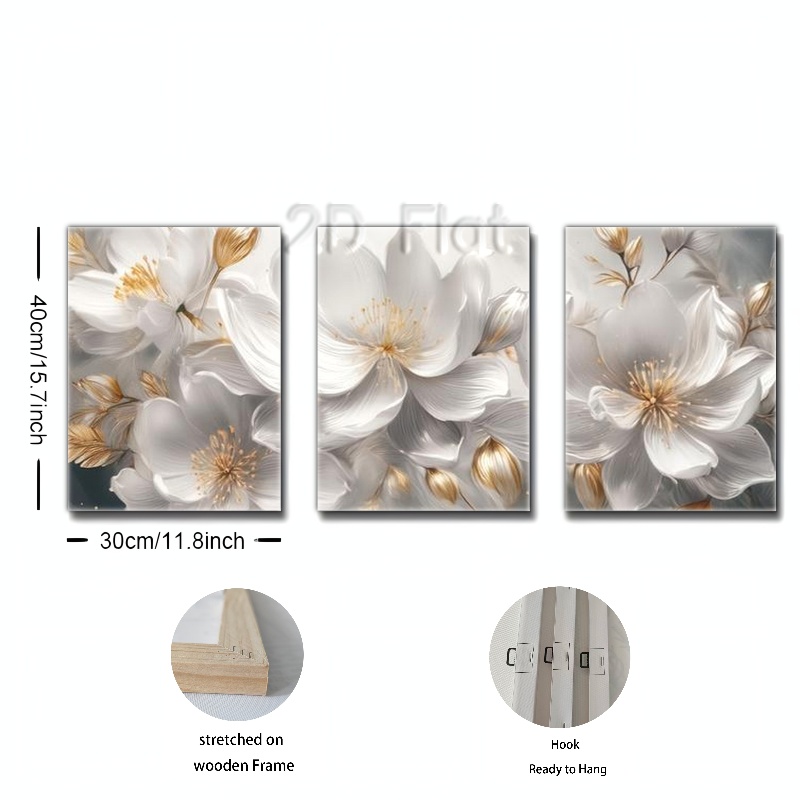 2D Flat.
40cm/15.7inch
30cm/11.8inch
stretched on
wooden Frame
Hook
Ready to Hang